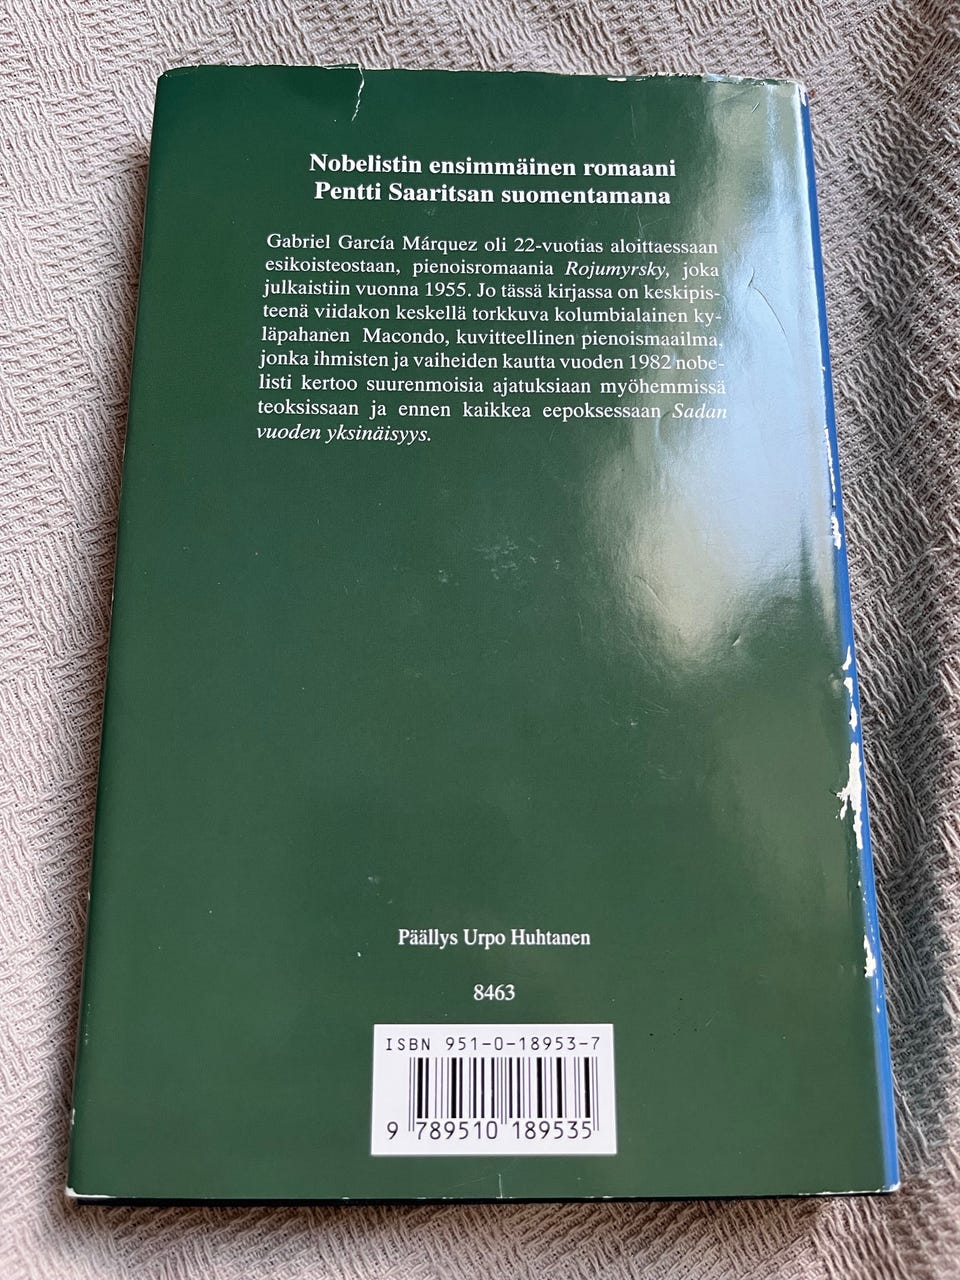 Nobelistin ensimmäinen romaani
Pentti Saaritsan suomentamana
Gabriel García Márquez oli 22-vuotias aloittaessaan
esikoisteostaan, pienoisromaania Rojumyrsky, joka
julkaistiin vuonna 1955. Jo tässä kirjassa on keskipis-
teenä viidakon keskellä torkkuva kolumbialainen ky-
läpahanen Macondo, kuvitteellinen pienoismaailma,
jonka ihmisten ja vaiheiden kautta vuoden 1982 nobe-
listi kertoo suurenmoisia ajatuksiaan myöhemmissä
teoksissaan ja ennen kaikkea eepoksessaan Sadan
vuoden yksinäisyys.
Päällys Urpo Huhtanen
8463
ISBN 951-0-18953-7
9 789510 189535